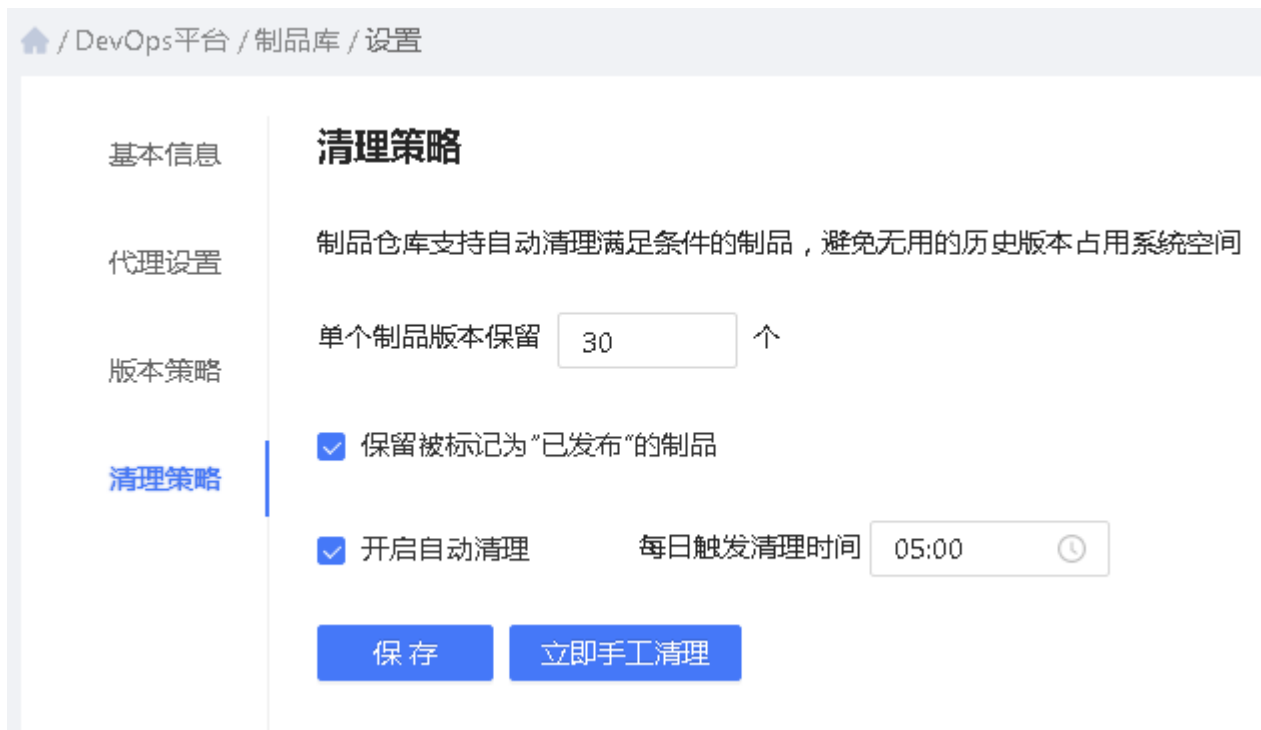 / DevOps平台 / 制品库 / 设置
基本信息
代理设置
版本策略
清理策略
清理策略
制品仓库支持自动清理满足条件的制品，避免无用的历史版本占用系统空间
单个制品版本保留 30 个
保留被标记为"已发布"的制品
开启自动清理 每日触发清理时间 05:00
保存 立即手工清理